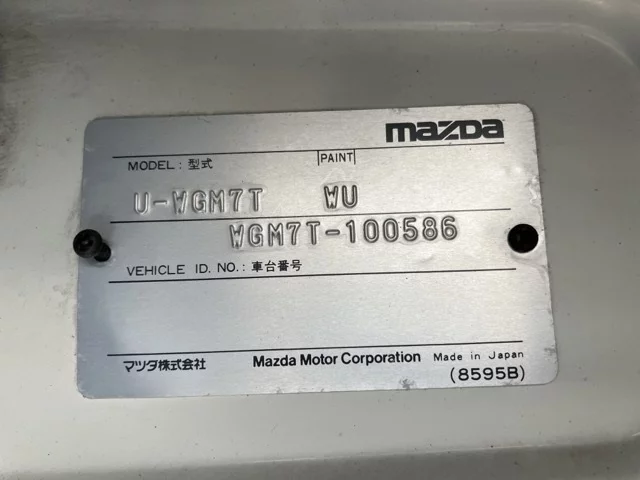 mazda
MODEL : 型式 PAINT
U-WGM7T WU
WGM7T-100586
VEHICLE ID. NO. : 車台番号
マツダ株式会社 Mazda Motor Corporation Made in Japan
(8595B)